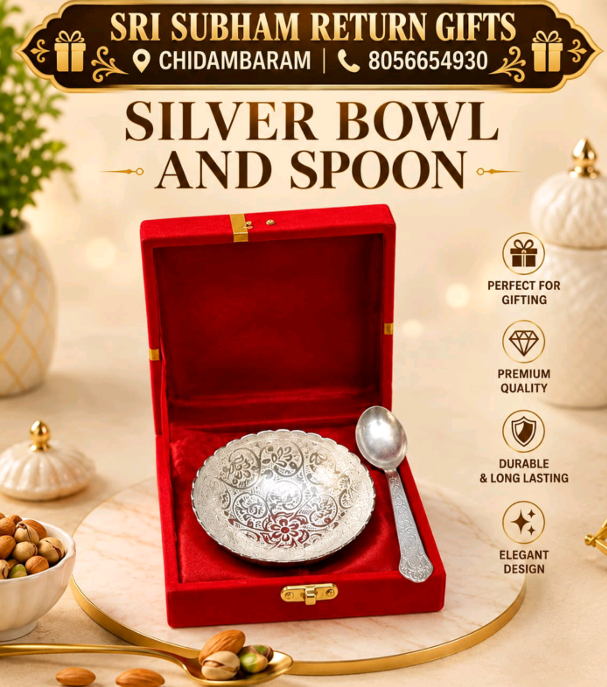 SRI SUBHAM RETURN GIFTS
CHIDAMBARAM | 8056654930
SILVER BOWL
AND SPOON
PERFECT FOR
GIFTING
PREMIUM
QUALITY
DURABLE
& LONG LASTING
ELEGANT
DESIGN